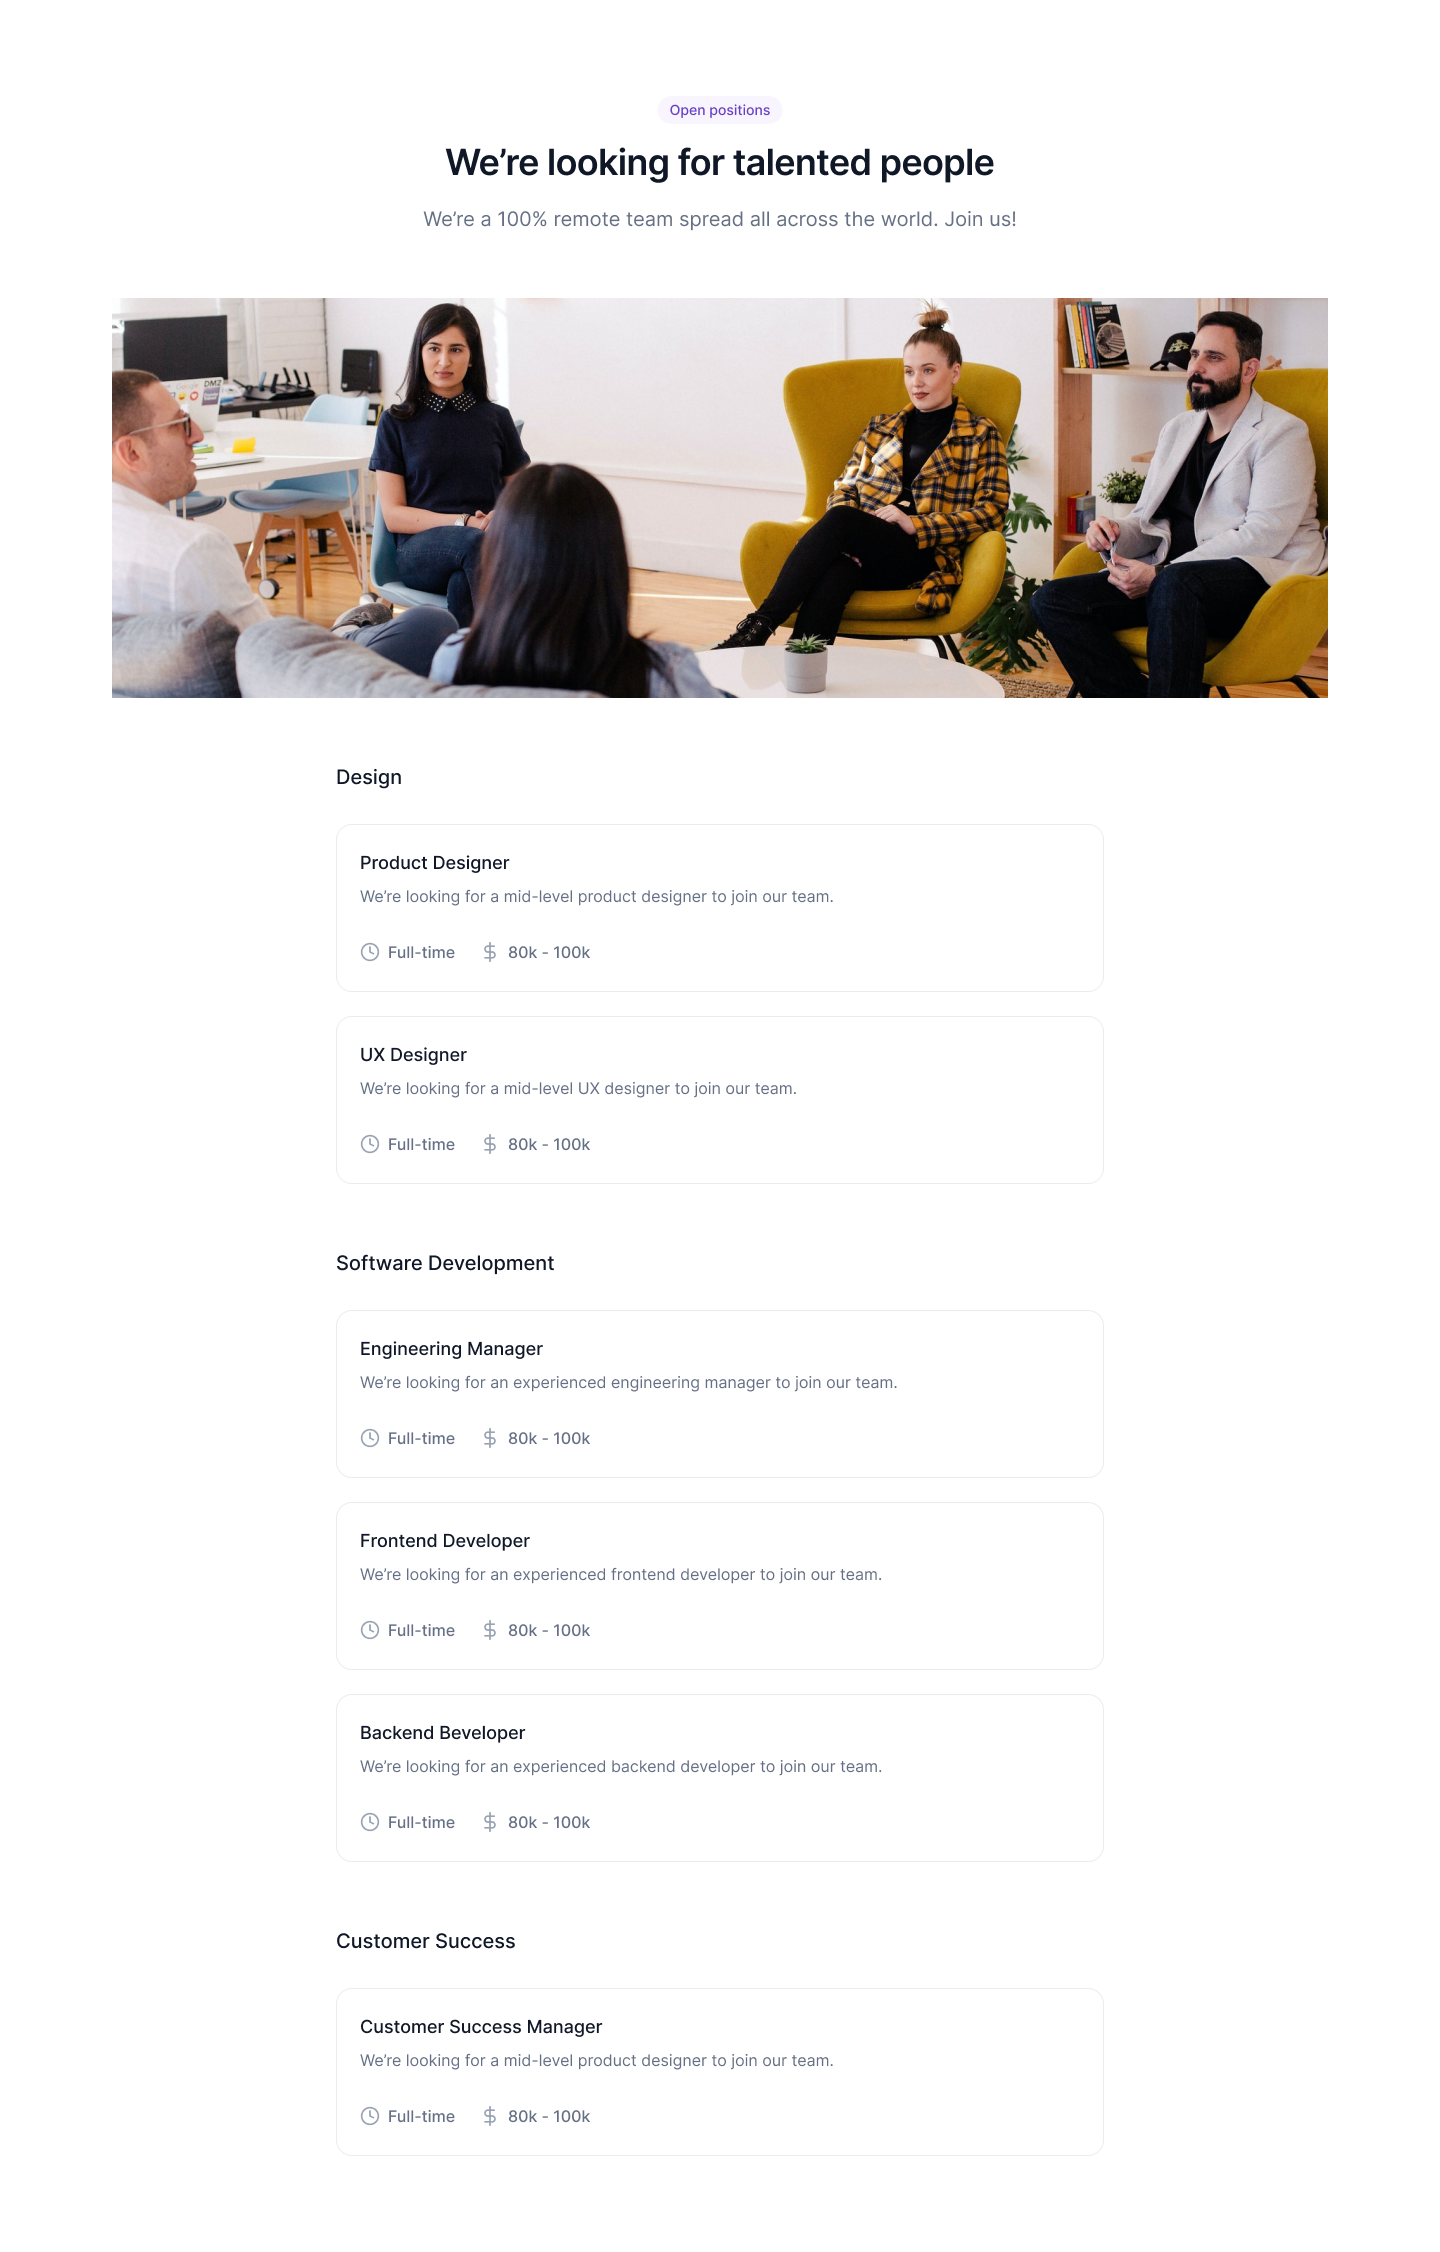 Open positions
We’re looking for talented people
We’re a 100% remote team spread all across the world. Join us!
DMZ
Design
Product Designer
We’re looking for a mid-level product designer to join our team.
Full-time $ 80k - 100k
UX Designer
We’re looking for a mid-level UX designer to join our team.
Full-time $ 80k - 100k
Software Development
Engineering Manager
We’re looking for an experienced engineering manager to join our team.
Full-time $ 80k - 100k
Frontend Developer
We’re looking for an experienced frontend developer to join our team.
Full-time $ 80k - 100k
Backend Beveloper
We’re looking for an experienced backend developer to join our team.
Full-time $ 80k - 100k
Customer Success
Customer Success Manager
We’re looking for a mid-level product designer to join our team.
Full-time $ 80k - 100k